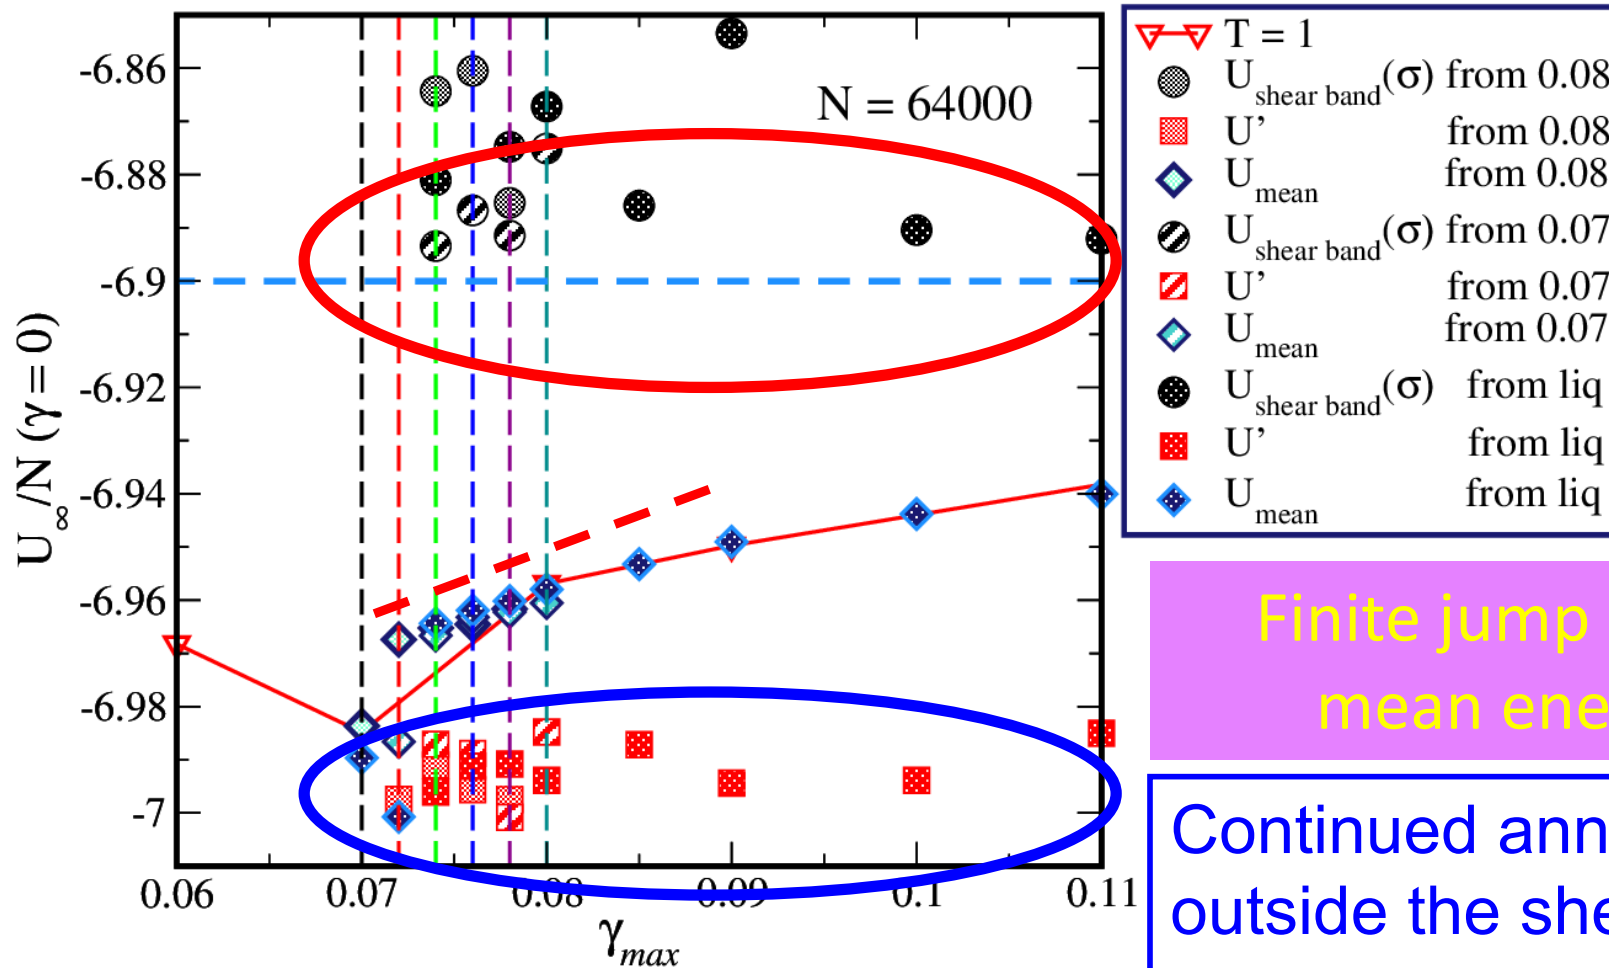 -6.86
-6.88
-6.9
-6.92
-6.94
-6.96
-6.98
-7
U∞/N (γ = 0)
N = 64000
0.06
0.07
0.08
0.09
0.1
0.11
γmax
T = 1
Ushear band(σ) from 0.08
U’ from 0.08
Umean from 0.08
Ushear band(σ) from 0.07
U’ from 0.07
Umean from 0.07
Ushear band(σ) from liq
U’ from liq
Umean from liq
Finite jump
mean ene
Continued ann
outside the she